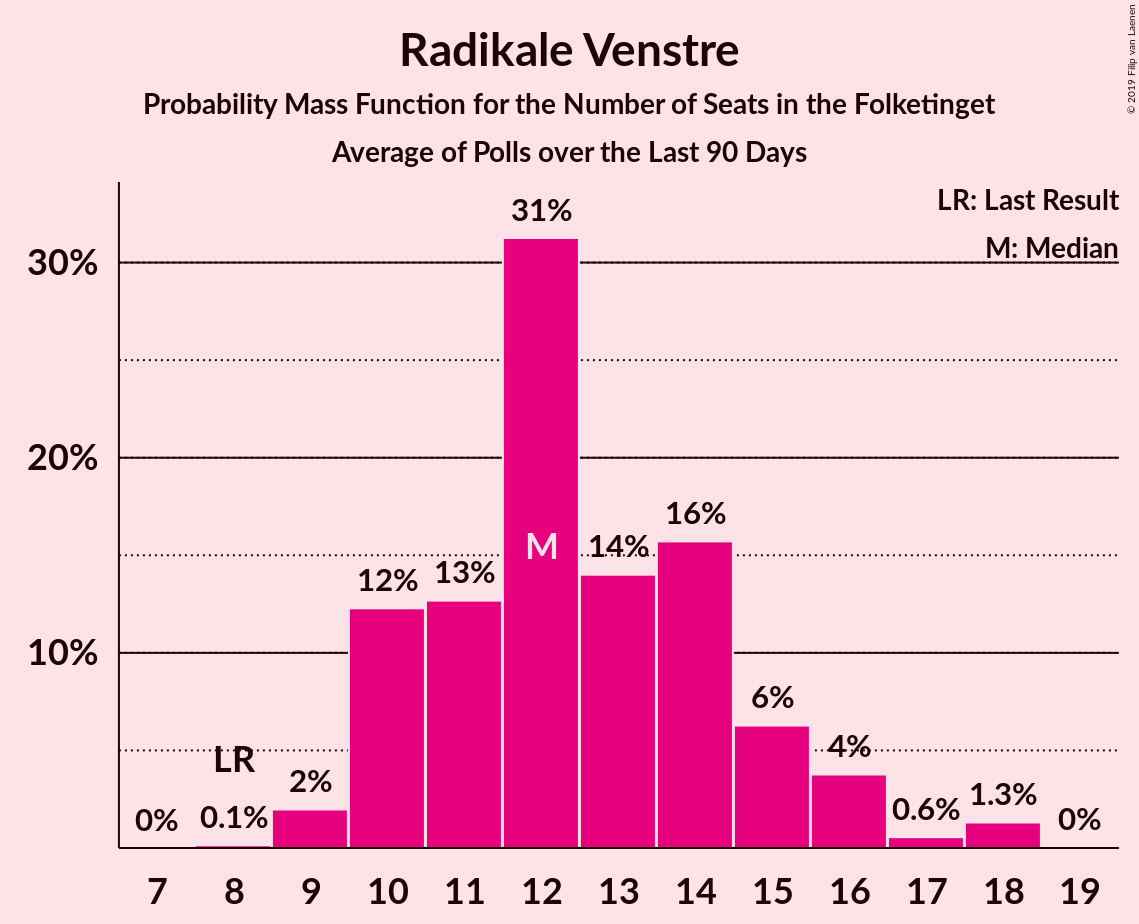 Radikale Venstre
Probability Mass Function for the Number of Seats in the Folketinget
Average of Polls over the Last 90 Days
© 2019 Filip van Laenen
LR: Last Result
M: Median
30%
20%
10%
0%
0.1%
LR
2%
12%
13%
31%
M
14%
16%
6%
4%
0.6%
1.3%
0%
7 8 9 10 11 12 13 14 15 16 17 18 19